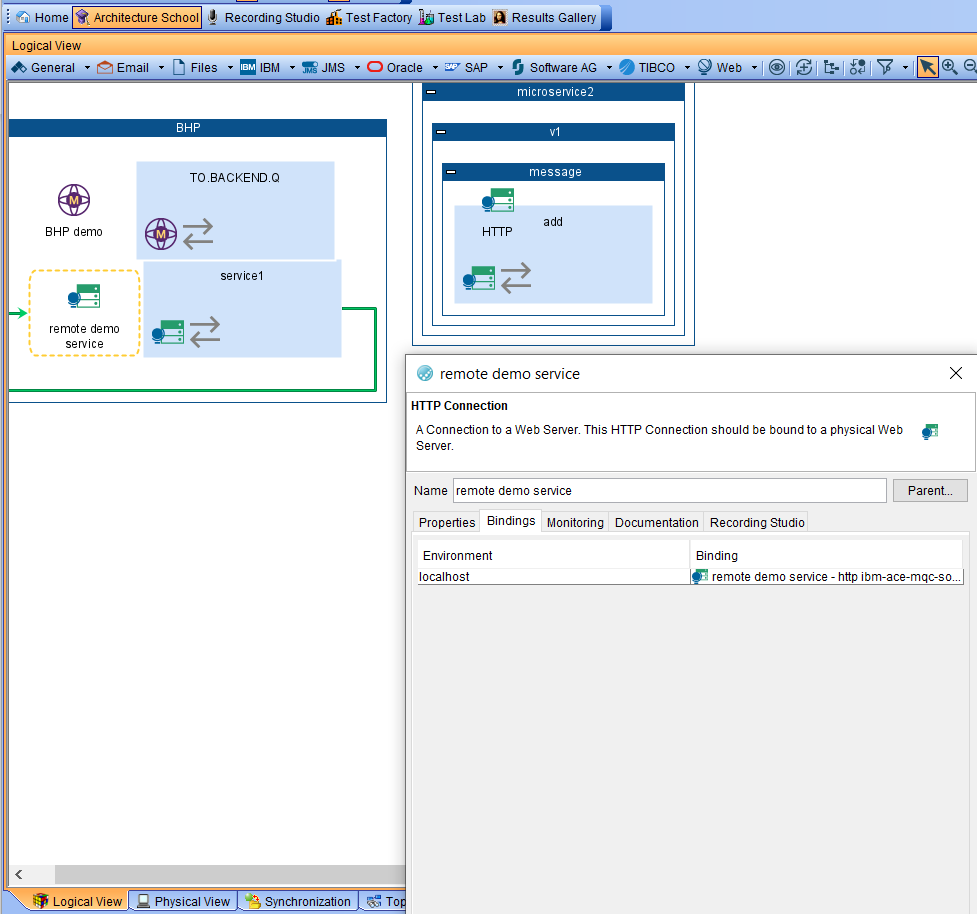 Home Architecture School Recording Studio Test Factory Test Lab Results Gallery
Logical View
General Email Files IBM IBM JMS JMS Oracle SAP SAP Software AG TIBCO Web
microservice2
v1
message
HTTP
add
BHP
TO.BACKEND.Q
M
BHP demo
M
service1
remote demo
service
remote demo service
HTTP Connection
A Connection to a Web Server. This HTTP Connection should be bound to a physical Web
Server.
Name remote demo service Parent...
Properties Bindings Monitoring Documentation Recording Studio
Environment Binding
localhost remote demo service - http ibm-ace-mqc-so...
Logical View Physical View Synchronization Top